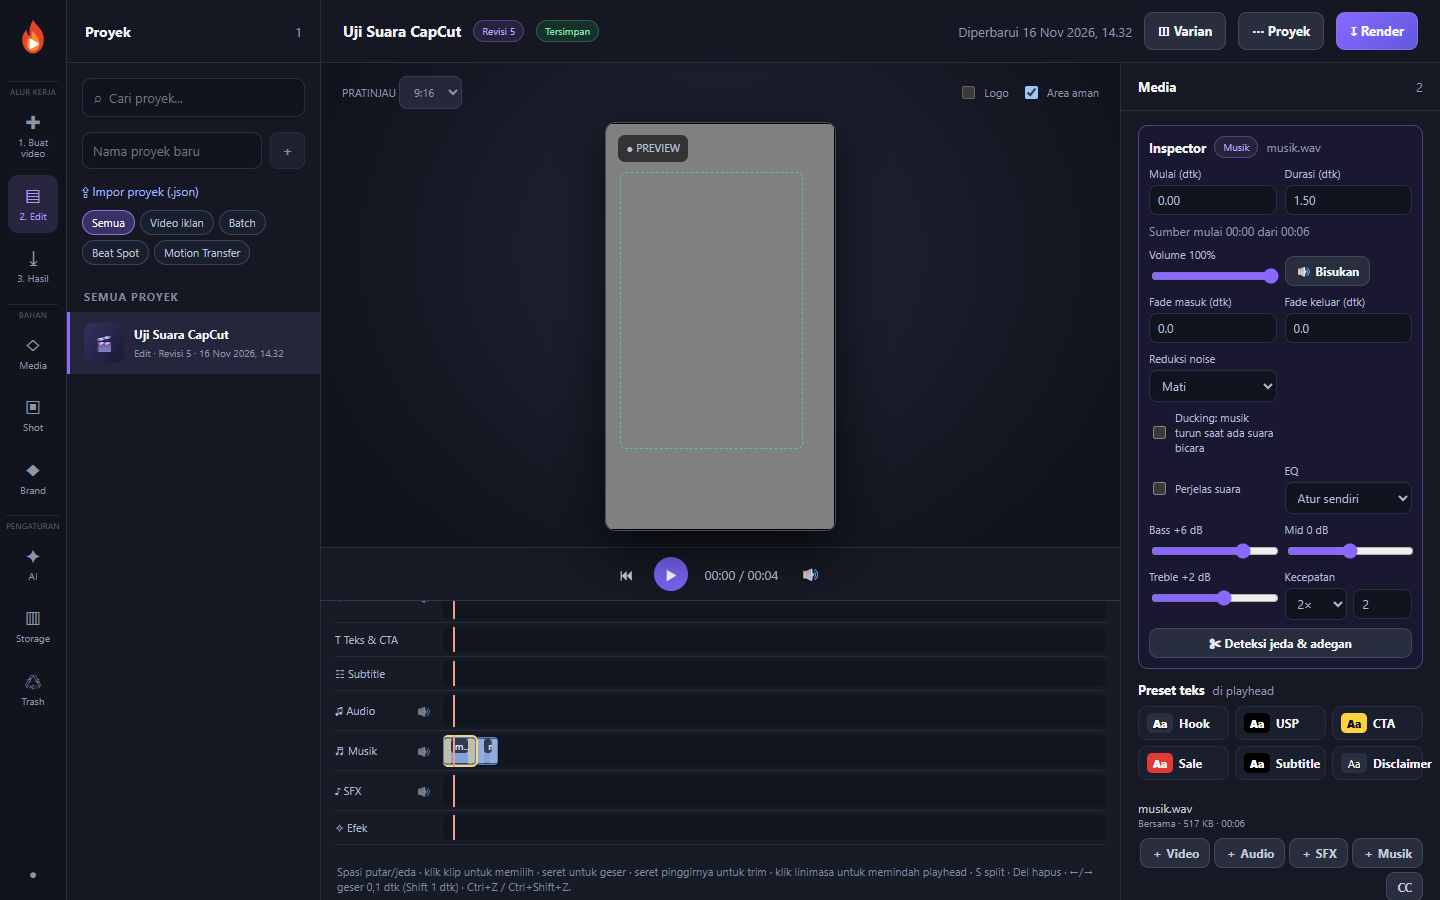 ALUR KERJA
1. Buat
video
2. Edit
3. Hasil
BAHAN
Media
Shot
Brand
PENGATURAN
AI
Storage
Trash
Proyek 1
Cari proyek...
Nama proyek baru +
Impor proyek (.json)
Semua Video iklan Batch
Beat Spot Motion Transfer
SEMUA PROYEK
Uji Suara CapCut
Edit · Revisi 5 · 16 Nov 2026, 14.32
Uji Suara CapCut Revisi 5 Tersimpan Diperbarui 16 Nov 2026, 14.32 Varian ··· Proyek Render
PRATINJAU 9:16 Logo Area aman
● PREVIEW
00:00 / 00:04
T Teks & CTA
Subtitle
♫ Audio
♬ Musik m..
♪ SFX
✧ Efek
Spasi putar/jeda · klik klip untuk memilih · seret untuk geser · seret pinggirnya untuk trim · klik linimasa untuk memindah playhead · S split · Del hapus · ←/→
geser 0,1 dtk (Shift 1 dtk) · Ctrl+Z / Ctrl+Shift+Z.
Media 2
Inspector Musik musik.wav
Mulai (dtk) Durasi (dtk)
0.00 1.50
Sumber mulai 00:00 dari 00:06
Volume 100%
Bisukan
Fade masuk (dtk) Fade keluar (dtk)
0.0 0.0
Reduksi noise
Mati
Ducking: musik
turun saat ada suara
bicara
EQ
Perjelas suara Atur sendiri
Bass +6 dB Mid 0 dB
Treble +2 dB Kecepatan
2× 2
Deteksi jeda & adegan
Preset teks di playhead
Aa Hook Aa USP Aa CTA
Aa Sale Aa Subtitle Aa Disclaimer
musik.wav
Bersama · 517 KB · 00:06
+ Video + Audio + SFX + Musik
CC